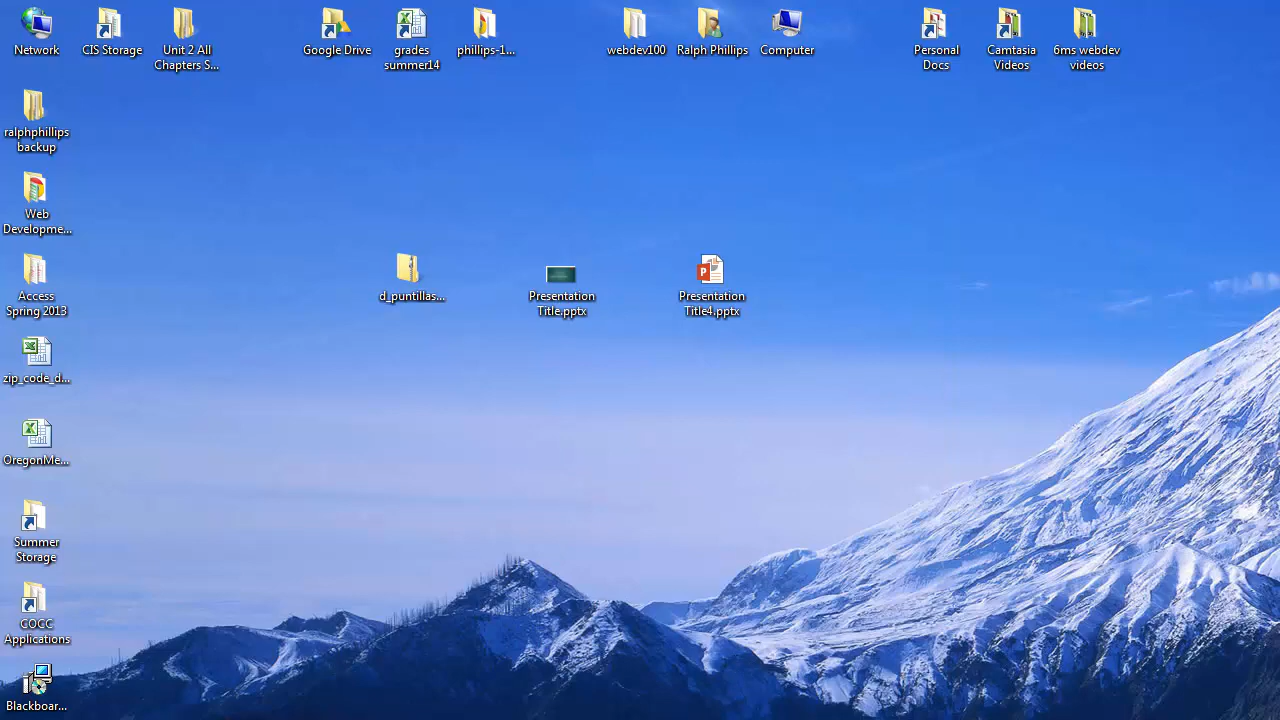 Network
CIS Storage
Unit 2 All
Chapters S...
Google Drive
grades
summer14
phillips-1...
webdev100
Ralph Phillips
Computer
Personal
Docs
Camtasia
Videos
6ms webdev
videos
ralphphillips
backup
Web
Developme...
Access
Spring 2013
d_puntillas...
Presentation
Title.pptx
Presentation
Title4.pptx
zip_code_d...
OregonMe...
Summer
Storage
COCC
Applications
Blackboar...